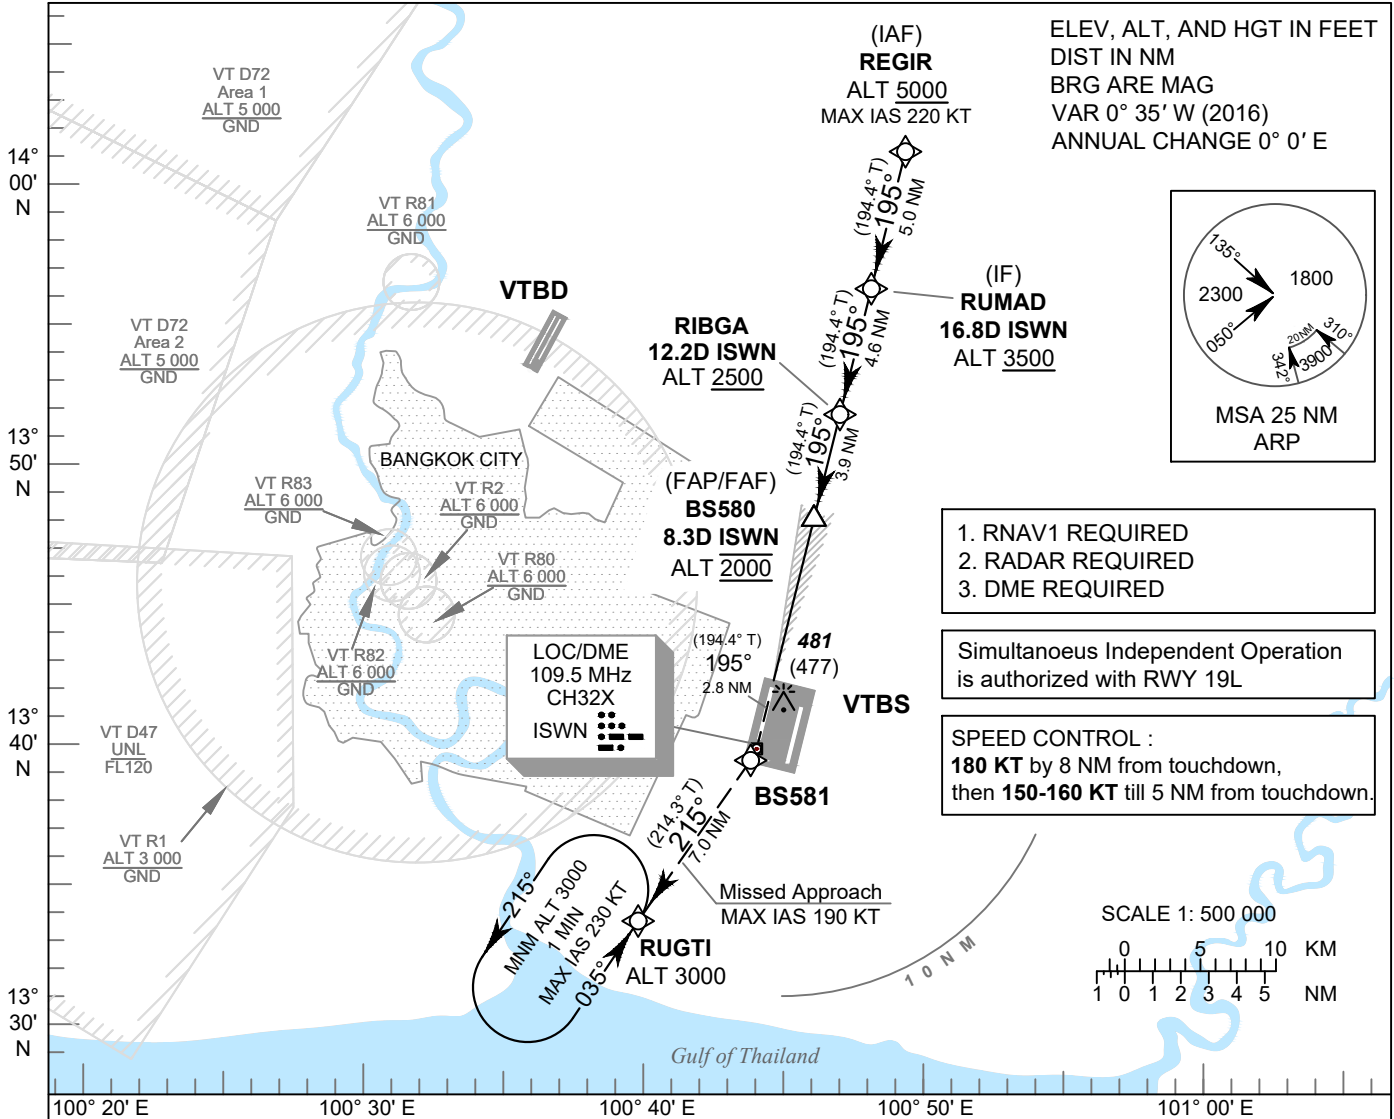 (IAF)
REGIR
ALT 5000
MAX IAS 220 KT
ELEV, ALT, AND HGT IN FEET
DIST IN NM
BRG ARE MAG
VAR 0° 35' W (2016)
ANNUAL CHANGE 0° 0' E
VT D72
Area 1
ALT 5 000
GND
14°
00'
N
VT R81
ALT 6 000
GND
(194.4° T)
195°
5.0 NM
135°
1800
2300
050°
20NM
310°
3900
342°
MSA 25 NM
ARP
(IF)
RUMAD
16.8D ISWN
ALT 3500
VTBD
VT D72
Area 2
ALT 5 000
GND
RIBGA
12.2D ISWN
ALT 2500
(194.4° T)
195°
4.6 NM
13°
50'
N
BANGKOK CITY
(194.4° T)
195°
3.9 NM
VT R83
ALT 6 000
GND
VT R2
ALT 6 000
GND
(FAP/FAF)
BS580
8.3D ISWN
ALT 2000
1. RNAV1 REQUIRED
2. RADAR REQUIRED
3. DME REQUIRED
VT R80
ALT 6 000
GND
VT R82
ALT 6 000
GND
LOC/DME
109.5 MHz
CH32X
ISWN
(194.4° T)
195°
2.8 NM
481
(477)
VTBS
Simultanoeus Independent Operation
is authorized with RWY 19L
13°
40'
N
VT D47
UNL
FL120
SPEED CONTROL :
180 KT by 8 NM from touchdown,
then 150-160 KT till 5 NM from touchdown.
BS581
(214.3° T)
215°
7.0 NM
VT R1
ALT 3 000
GND
215°
MNM ALT 3000
1 MIN
MAX IAS 230 KT
035°
Missed Approach
MAX IAS 190 KT
RUGTI
ALT 3000
10 NM
SCALE 1: 500 000
0 5 10 KM
1 0 1 2 3 4 5 NM
13°
30'
N
Gulf of Thailand
100° 20' E
100° 30' E
100° 40' E
100° 50' E
101° 00' E